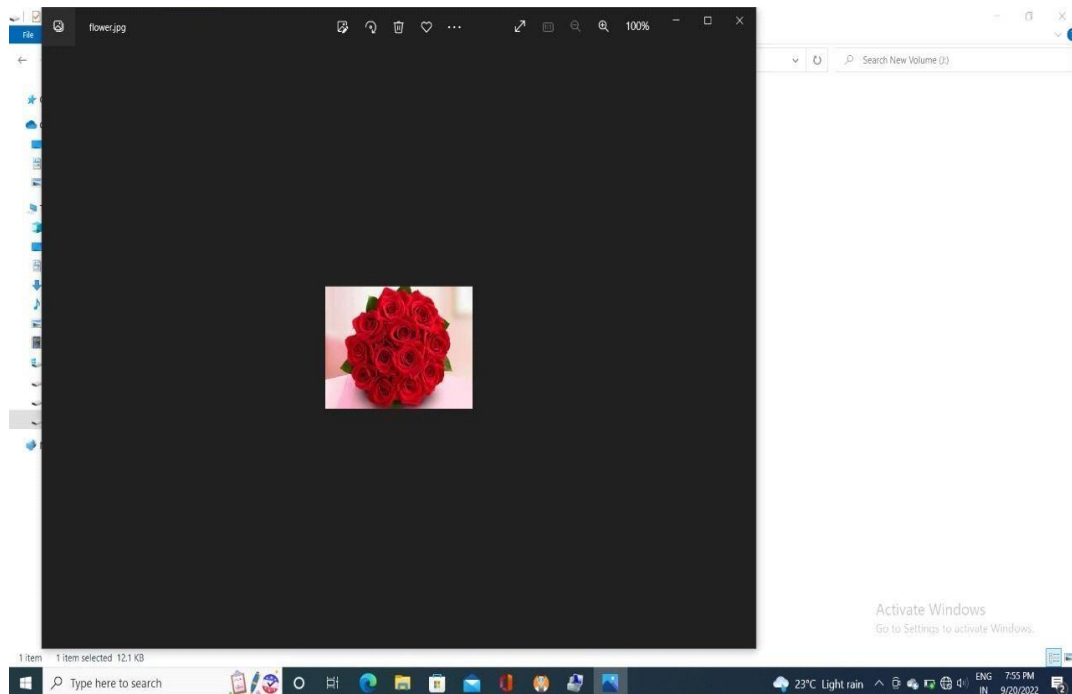 flower.jpg
100%
File
Search New Volume (J:)
Activate Windows
Go to Settings to activate Windows.
1 item 1 item selected 12.1 KB
Type here to search
23°C Light rain
ENG
IN
7:55 PM
9/20/2022
2